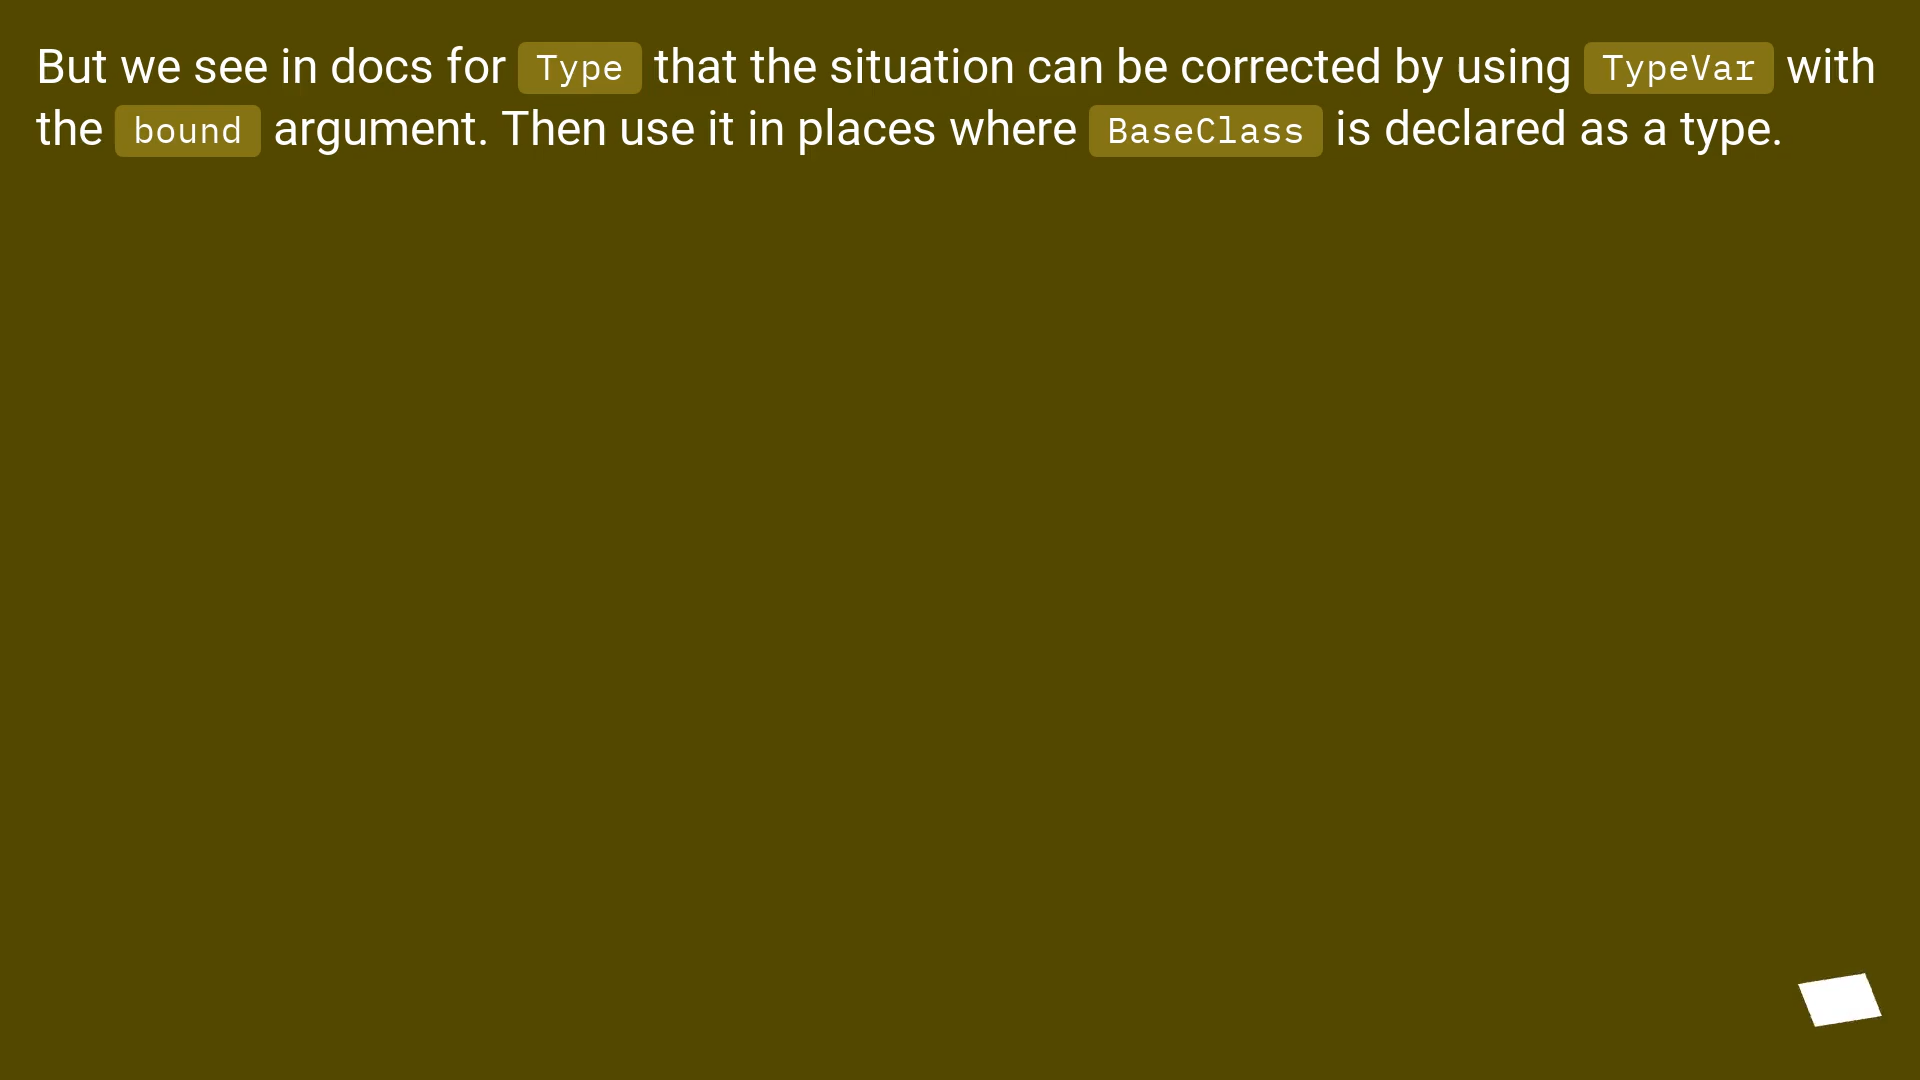 But we see in docs for Type that the situation can be corrected by using TypeVar with
the bound argument. Then use it in places where BaseClass is declared as a type.